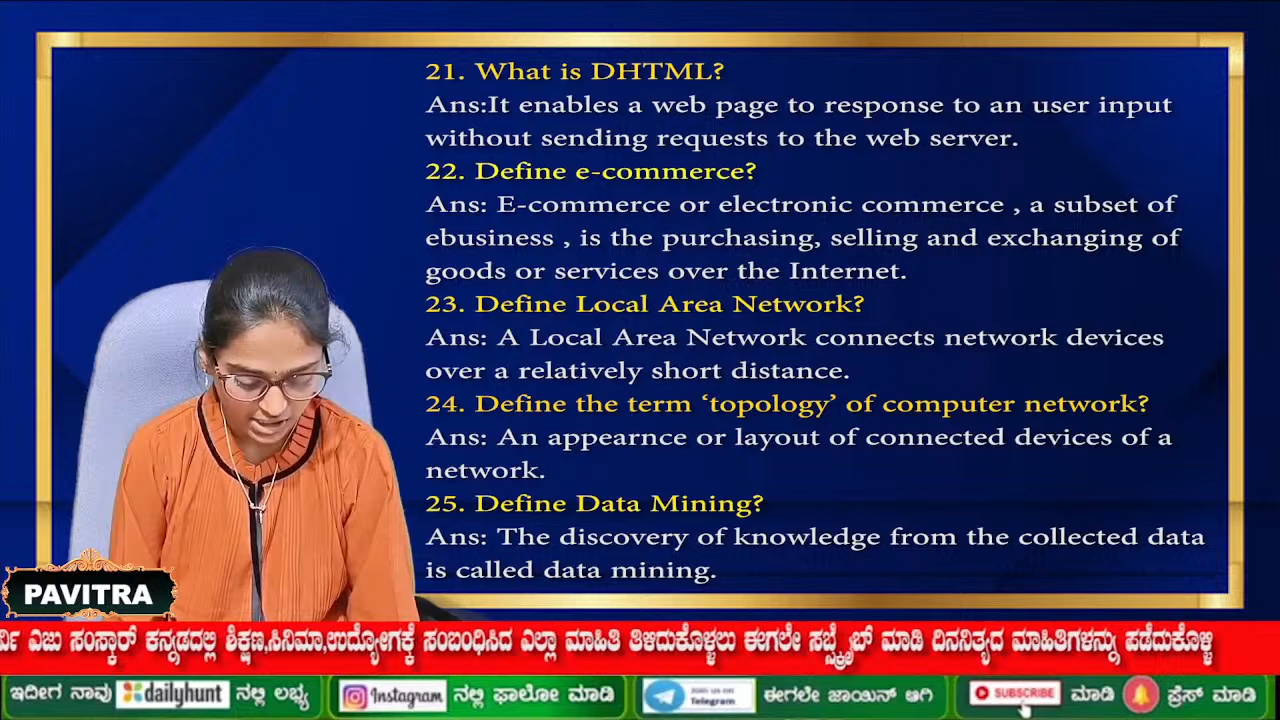 21. What is DHTML?
Ans:It enables a web page to response to an user input
without sending requests to the web server.
22. Define e-commerce?
Ans: E-commerce or electronic commerce , a subset of
ebusiness , is the purchasing, selling and exchanging of
goods or services over the Internet.
23. Define Local Area Network?
Ans: A Local Area Network connects network devices
over a relatively short distance.
24. Define the term ‘topology’ of computer network?
Ans: An appearnce or layout of connected devices of a
network.
25. Define Data Mining?
Ans: The discovery of knowledge from the collected data
is called data mining.
PAVITRA
ಎಜು ಸಂಸ್ಕಾರ್ ಕನ್ನಡದಲ್ಲಿ ಶಿಕ್ಷಣ,ಸಿನಿಮಾ,ಉದ್ಯೋಗಕ್ಕೆ ಸಂಬಂಧಿಸಿದ ಎಲ್ಲಾ ಮಾಹಿತಿ ತಿಳಿದುಕೊಳ್ಳಲು ಈಗಲೇ ಸಬ್ಸ್ಕ್ರೈಬ್ ಮಾಡಿ ದಿನನಿತ್ಯದ ಮಾಹಿತಿಗಳನ್ನು ಪಡೆದುಕೊಳ್ಳಿ
ಇದೀಗ ನಾವು dailyhunt ನಲ್ಲಿ ಲಭ್ಯ Instagram ನಲ್ಲಿ ಫಾಲೋ ಮಾಡಿ Join us on Telegram ಈಗಲೇ ಜಾಯಿನ್ ಆಗಿ SUBSCRIBE ಮಾಡಿ ಪ್ರೆಸ್ ಮಾಡಿ